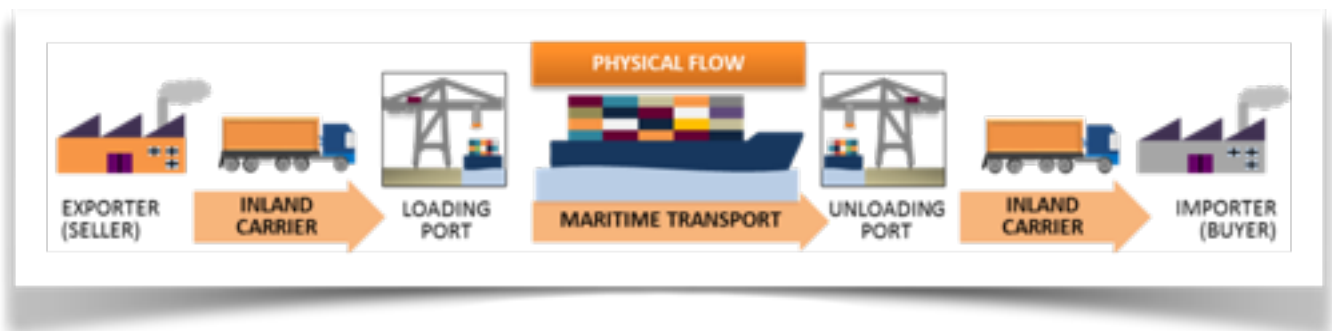 PHYSICAL FLOW
EXPORTER
(SELLER)
INLAND
CARRIER
LOADING
PORT
MARITIME TRANSPORT
UNLOADING
PORT
INLAND
CARRIER
IMPORTER
(BUYER)